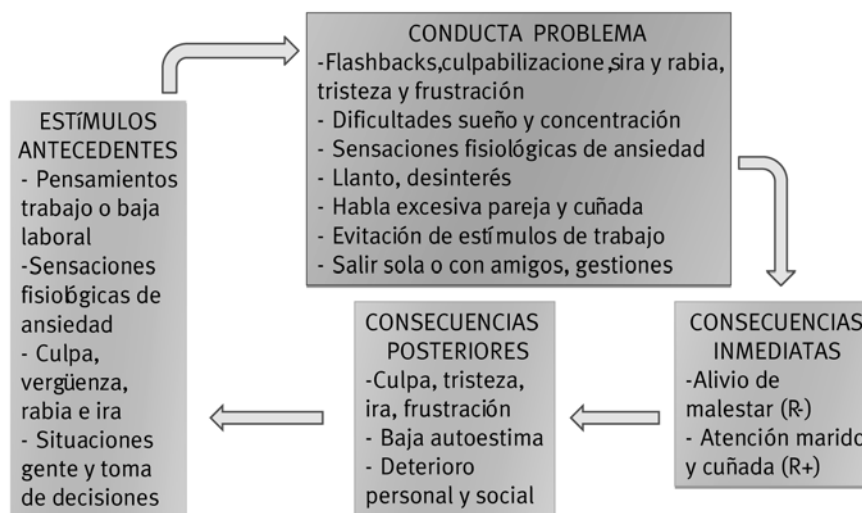 CONDUCTA PROBLEMA
-Flashbacks,culpabilizacione,sira y rabia,
tristeza y frustración
- Dificultades sueño y concentración
- Sensaciones fisiológicas de ansiedad
- Llanto, desinterés
- Habla excesiva pareja y cuñada
- Evitación de estímulos de trabajo
- Salir sola o con amigos, gestiones
ESTíMULOS
ANTECEDENTES
- Pensamientos
trabajo o baja
laboral
-Sensaciones
fisiológicas de
ansiedad
- Culpa,
vergüenza,
rabia e ira
- Situaciones
gente y toma
de decisiones
CONSECUENCIAS
POSTERIORES
-Culpa, tristeza,
ira, frustración
- Baja autoestima
- Deterioro
personal y social
CONSECUENCIAS
INMEDIATAS
-Alivio de
malestar (R-)
- Atención marido
y cuñada (R+)